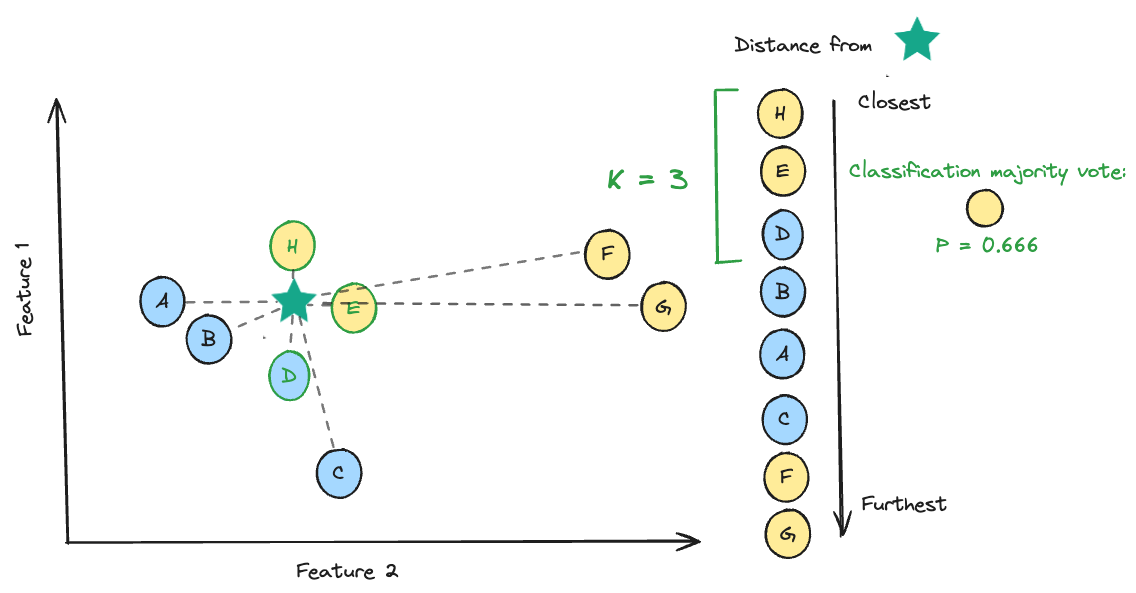 Distance from
Closest
H
E
D
B
A
C
F
G
Furthest
K = 3
Classification majority vote:
P = 0.666
Feature 1
H
F
A
E
G
B
D
C
Feature 2